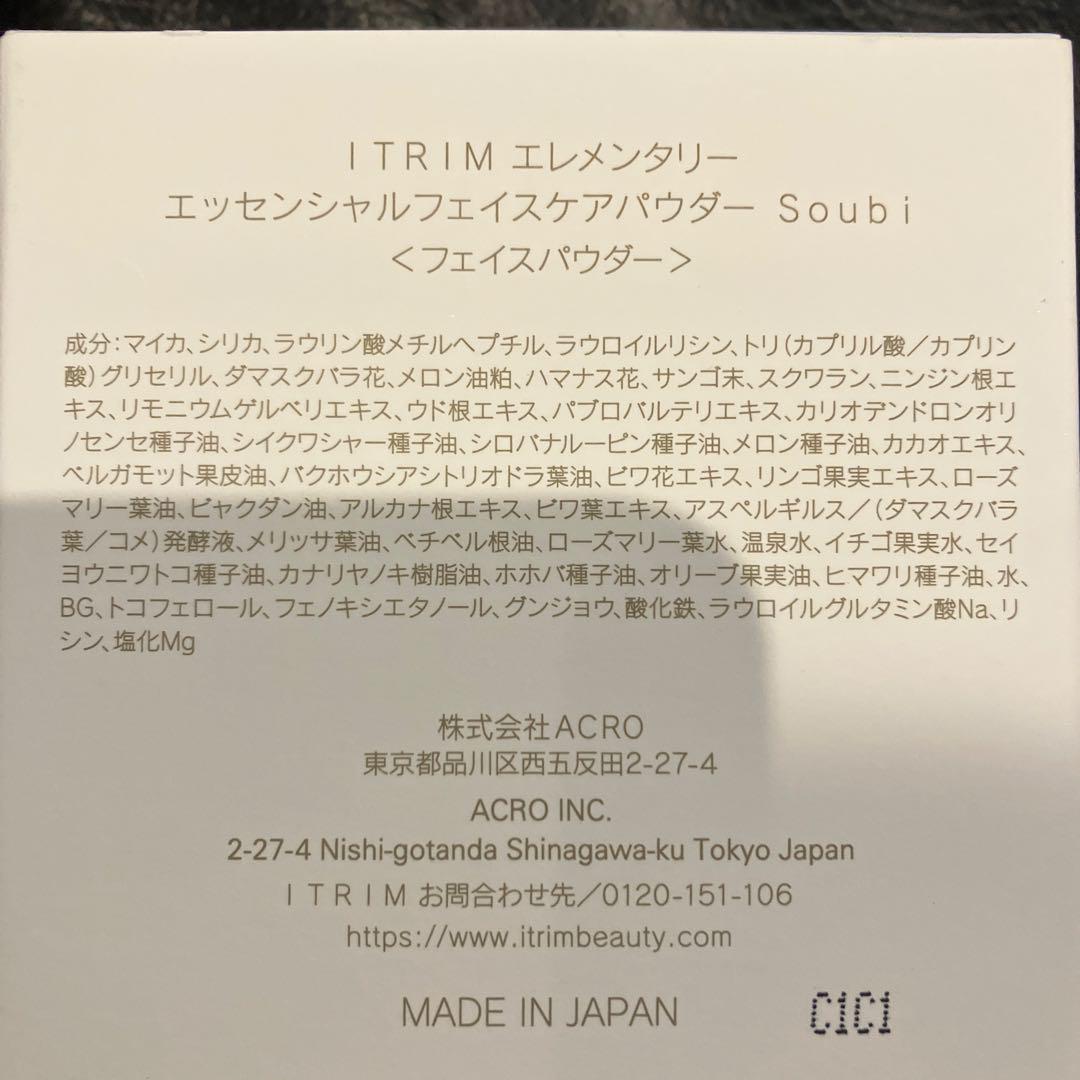 ITRIM エレメンタリー
エッセンシャルフェイスケアパウダー Soubi
＜フェイスパウダー＞
成分：マイカ、シリカ、ラウリン酸メチルヘプチル、ラウロイルリシン、トリ（カプリル酸／カプリン
酸）グリセリル、ダマスクバラ花、メロン油粕、ハマナス花、サンゴ末、スクワラン、ニンジン根エ
キス、リモニウムゲルベリエキス、ウド根エキス、パブロバルテリエキス、カリオデンドロンオリ
ノセンセ種子油、シイクワシャー種子油、シロバナルーピン種子油、メロン種子油、カカオエキス、
ベルガモット果皮油、バクホウシアシトリオドラ葉油、ビワ花エキス、リンゴ果実エキス、ローズ
マリー葉油、ビャクダン油、アルカナ根エキス、ビワ葉エキス、アスペルギルス／（ダマスクバラ
葉／コメ）発酵液、メリッサ葉油、ベチベル根油、ローズマリー葉水、温泉水、イチゴ果実水、セイ
ヨウニワトコ種子油、カナリヤノキ樹脂油、ホホバ種子油、オリーブ果実油、ヒマワリ種子油、水、
BG、トコフェロール、フェノキシエタノール、グンジョウ、酸化鉄、ラウロイルグルタミン酸Na、リ
シン、塩化Mg
株式会社ACRO
東京都品川区西五反田2-27-4
ACRO INC.
2-27-4 Nishi-gotanda Shinagawa-ku Tokyo Japan
ITRIM お問合わせ先／0120-151-106
https://www.itrimbeauty.com
MADE IN JAPAN
C1C1